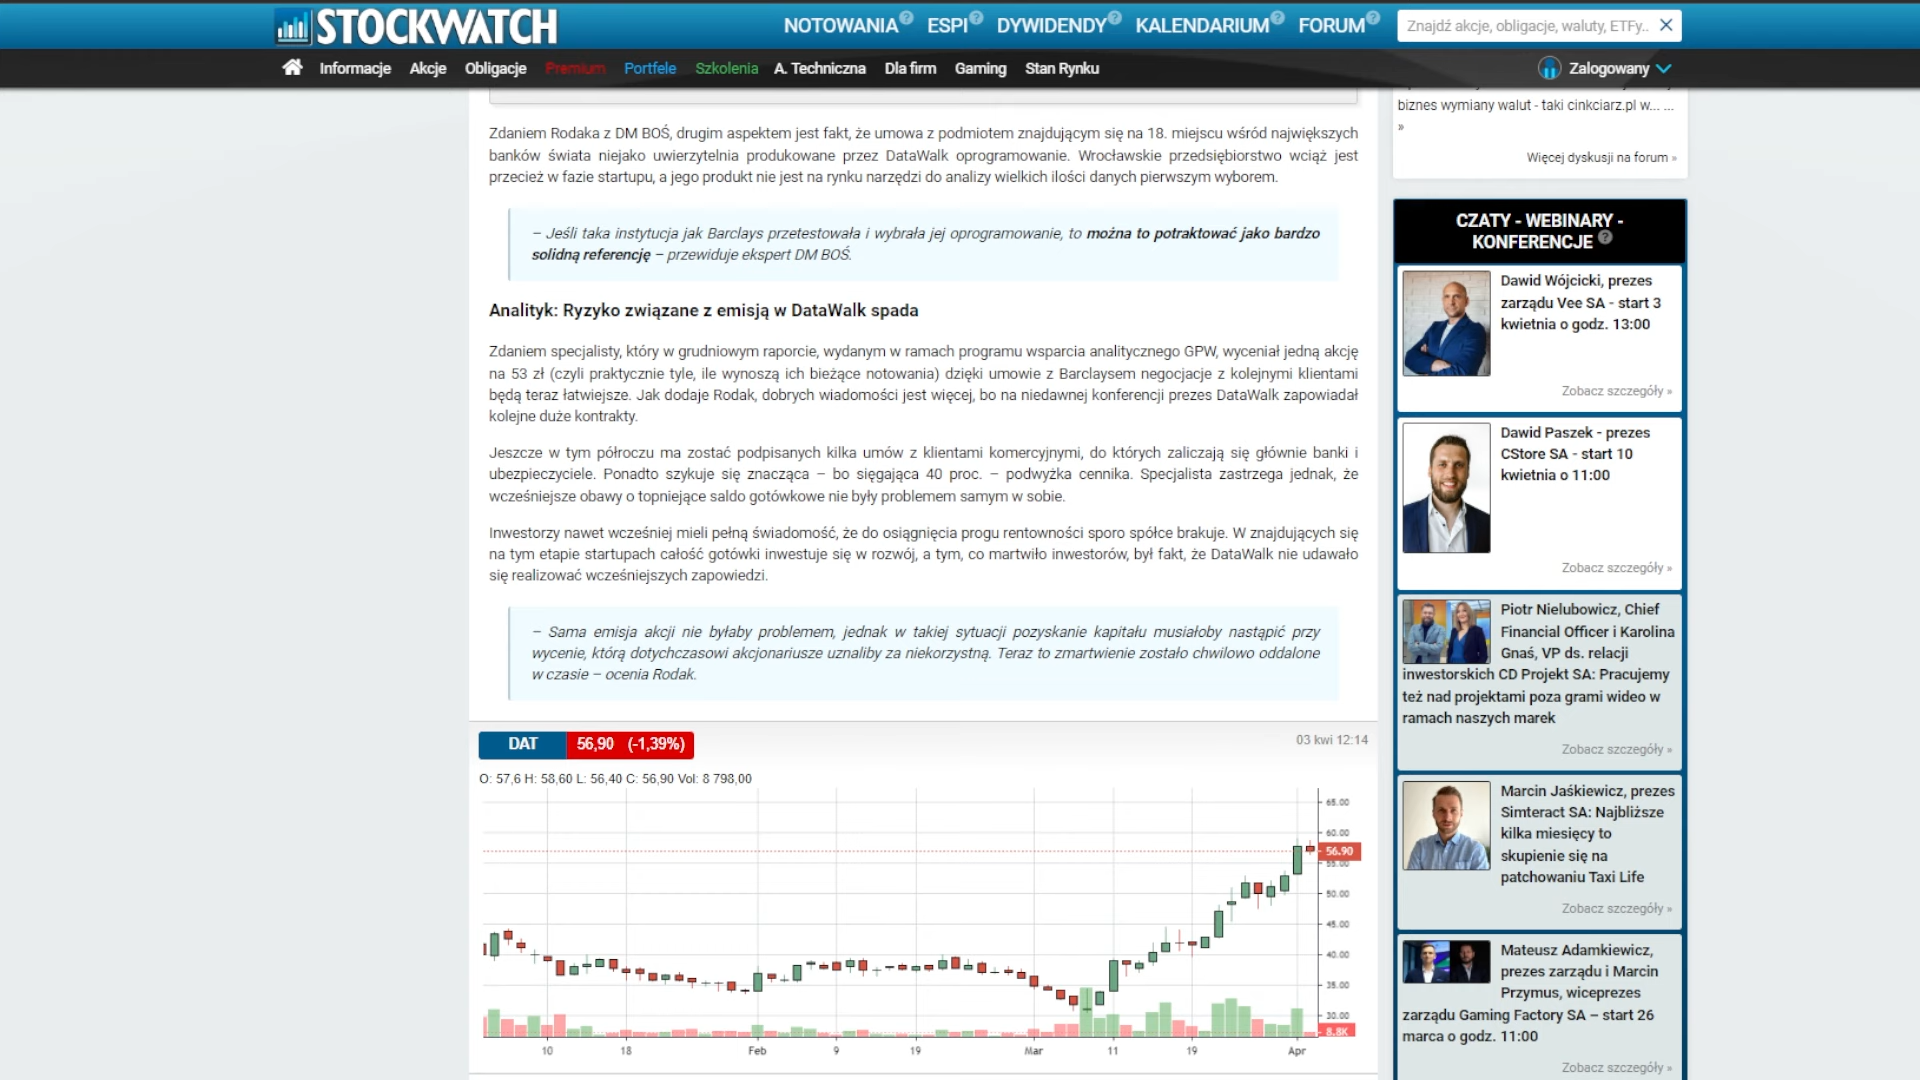 STOCKWATCH
NOTOWANIA ESPI DYWIDENDY KALENDARIUM FORUM
Znajdź akcje, obligacje, waluty, ETFy..
Informacje Akcje Obligacje Premium Portfele Szkolenia A. Techniczna Dla firm Gaming Stan Rynku
Zalogowany
Zdaniem Rodaka z DM BOŚ, drugim aspektem jest fakt, że umowa z podmiotem znajdującym się na 18. miejscu wśród największych
banków świata niejako uwierzytelnia produkowane przez DataWalk oprogramowanie. Wrocławskie przedsiębiorstwo wciąż jest
przecież w fazie startupu, a jego produkt nie jest na rynku narzędzi do analizy wielkich ilości danych pierwszym wyborem.
– Jeśli taka instytucja jak Barclays przetestowała i wybrała jej oprogramowanie, to można to potraktować jako bardzo
solidną referencję – przewiduje ekspert DM BOŚ.
Analityk: Ryzyko związane z emisją w DataWalk spada
Zdaniem specjalisty, który w grudniowym raporcie, wydanym w ramach programu wsparcia analitycznego GPW, wyceniał jedną akcję
na 53 zł (czyli praktycznie tyle, ile wynoszą ich bieżące notowania) dzięki umowie z Barclaysem negocjacje z kolejnymi klientami
będą teraz łatwiejsze. Jak dodaje Rodak, dobrych wiadomości jest więcej, bo na niedawnej konferencji prezes DataWalk zapowiadał
kolejne duże kontrakty.
Jeszcze w tym półroczu ma zostać podpisanych kilka umów z klientami komercyjnymi, do których zaliczają się głównie banki i
ubezpieczyciele. Ponadto szykuje się znacząca – bo sięgająca 40 proc. – podwyżka cennika. Specjalista zastrzega jednak, że
wcześniejsze obawy o topniejące saldo gotówkowe nie były problemem samym w sobie.
Inwestorzy nawet wcześniej mieli pełną świadomość, że do osiągnięcia progu rentowności sporo spółce brakuje. W znajdujących się
na tym etapie startupach całość gotówki inwestuje się w rozwój, a tym, co martwiło inwestorów, był fakt, że DataWalk nie udawało
się realizować wcześniejszych zapowiedzi.
– Sama emisja akcji nie byłaby problemem, jednak w takiej sytuacji pozyskanie kapitału musiałoby nastąpić przy
wycenie, którą dotychczasowi akcjonariusze uznaliby za niekorzystną. Teraz to zmartwienie zostało chwilowo oddalone
w czasie – ocenia Rodak.
DAT 56,90 (-1,39%)
03 kwi 12:14
O: 57,6 H: 58,60 L: 56,40 C: 56,90 Vol: 8 798,00
65.00
60.00
56.90
55.00
50.00
45.00
40.00
35.00
30.00
8.8K
10 18 Feb 9 19 Mar 11 19 Apr
biznes wymiany walut - taki cinkciarz.pl w... ...
»
Więcej dyskusji na forum »
CZATY - WEBINARY -
KONFERENCJE
Dawid Wójcicki, prezes
zarządu Vee SA - start 3
kwietnia o godz. 13:00
Zobacz szczegóły »
Dawid Paszek - prezes
CStore SA - start 10
kwietnia o 11:00
Zobacz szczegóły »
Piotr Nielubowicz, Chief
Financial Officer i Karolina
Gnaś, VP ds. relacji
inwestorskich CD Projekt SA: Pracujemy
też nad projektami poza grami wideo w
ramach naszych marek
Zobacz szczegóły »
Marcin Jaśkiewicz, prezes
Simteract SA: Najbliższe
kilka miesięcy to
skupienie się na
patchowaniu Taxi Life
Zobacz szczegóły »
Mateusz Adamkiewicz,
prezes zarządu i Marcin
Przymus, wiceprezes
zarządu Gaming Factory SA – start 26
marca o godz. 11:00
Zobacz szczegóły »